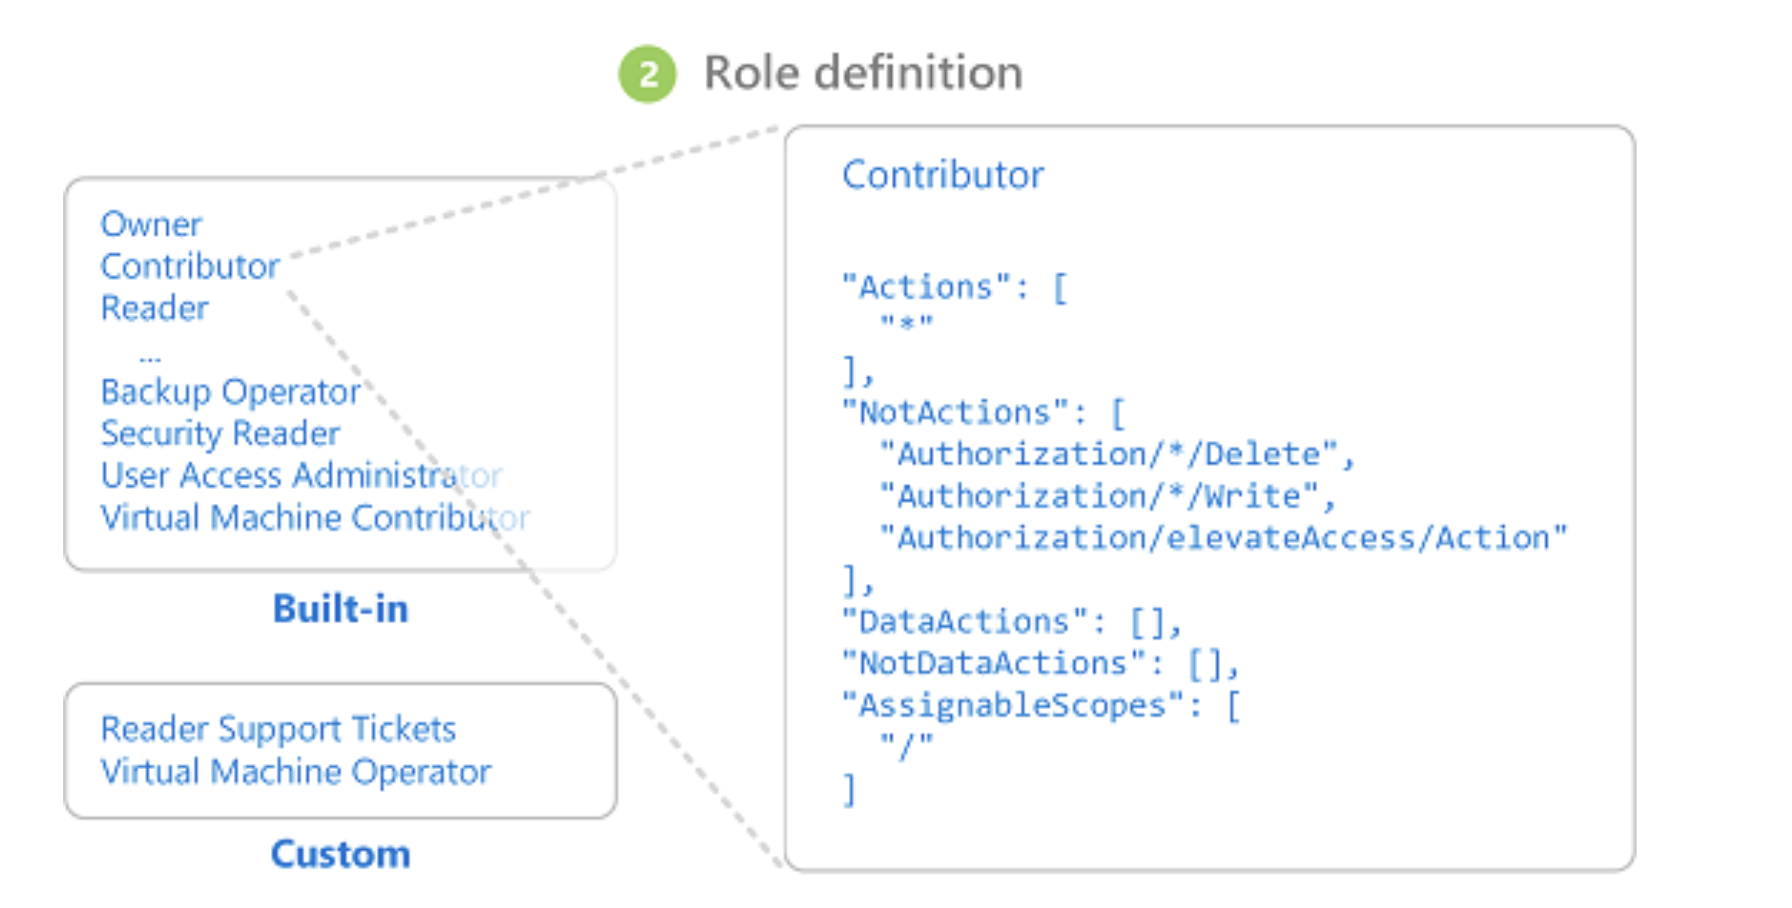 2 Role definition
Owner
Contributor
Reader
...
Backup Operator
Security Reader
User Access Administrator
Virtual Machine Contributor
Built-in
Reader Support Tickets
Virtual Machine Operator
Custom
Contributor
"Actions": [
"*"
],
"NotActions": [
"Authorization/*/Delete",
"Authorization/*/Write",
"Authorization/elevateAccess/Action"
],
"DataActions": [],
"NotDataActions": [],
"AssignableScopes": [
"/"
]